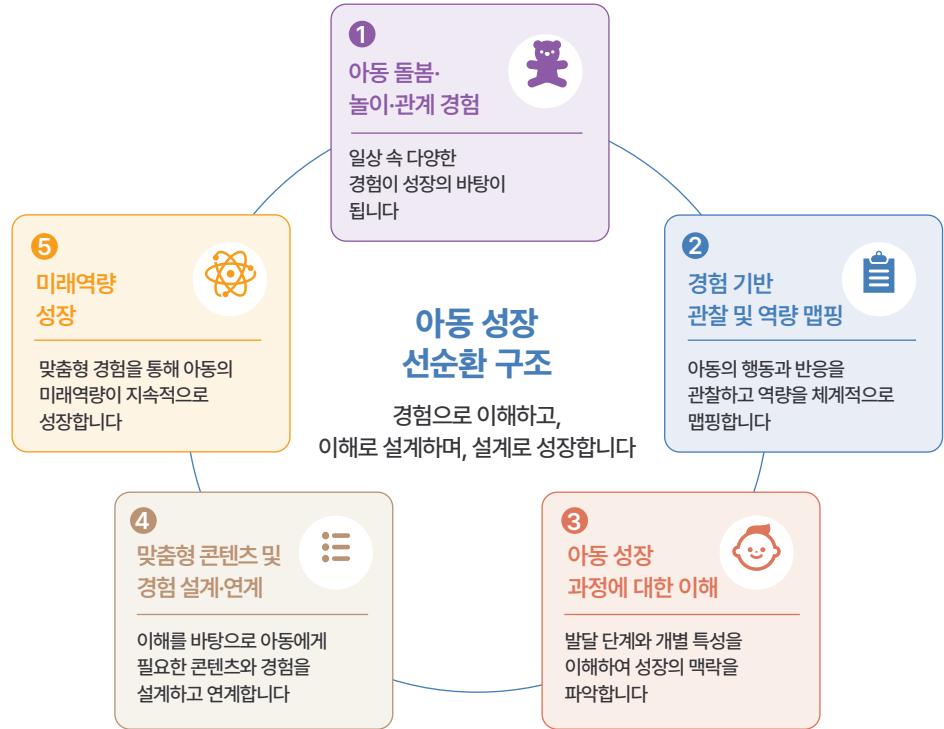 1
아동 돌봄·
놀이·관계 경험
일상 속 다양한
경험이 성장의 바탕이
됩니다
2
경험 기반
관찰 및 역량 맵핑
아동의 행동과 반응을
관찰하고 역량을 체계적으로
맵핑합니다
3
아동 성장
과정에 대한 이해
발달 단계와 개별 특성을
이해하여 성장의 맥락을
파악합니다
4
맞춤형 콘텐츠 및
경험 설계·연계
이해를 바탕으로 아동에게
필요한 콘텐츠와 경험을
설계하고 연계합니다
5
미래역량
성장
맞춤형 경험을 통해 아동의
미래역량이 지속적으로
성장합니다
아동 성장
선순환 구조
경험으로 이해하고,
이해로 설계하며, 설계로 성장합니다